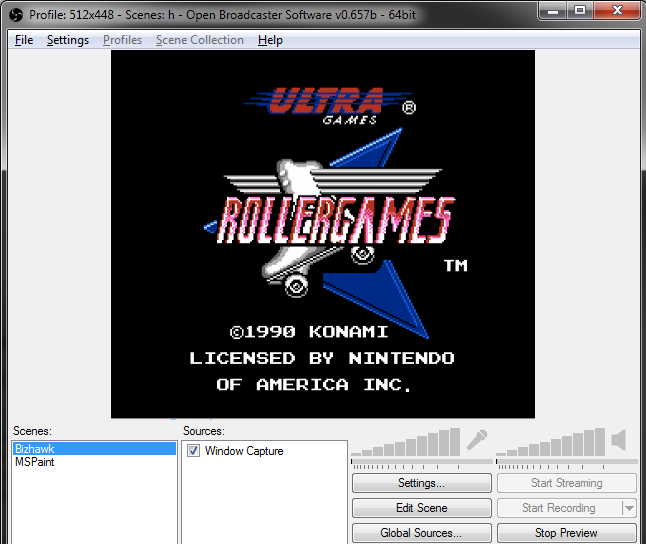 Profile: 512x448 - Scenes: h - Open Broadcaster Software v0.657b - 64bit
File Settings Profiles Scene Collection Help
ULTRA ®
GAMES
ROLLERGAMES
TM
©1990 KONAMI
LICENSED BY NINTENDO
OF AMERICA INC.
Scenes:
Bizhawk
MSPaint
Sources:
Window Capture
Settings...
Start Streaming
Edit Scene
Start Recording
Global Sources...
Stop Preview